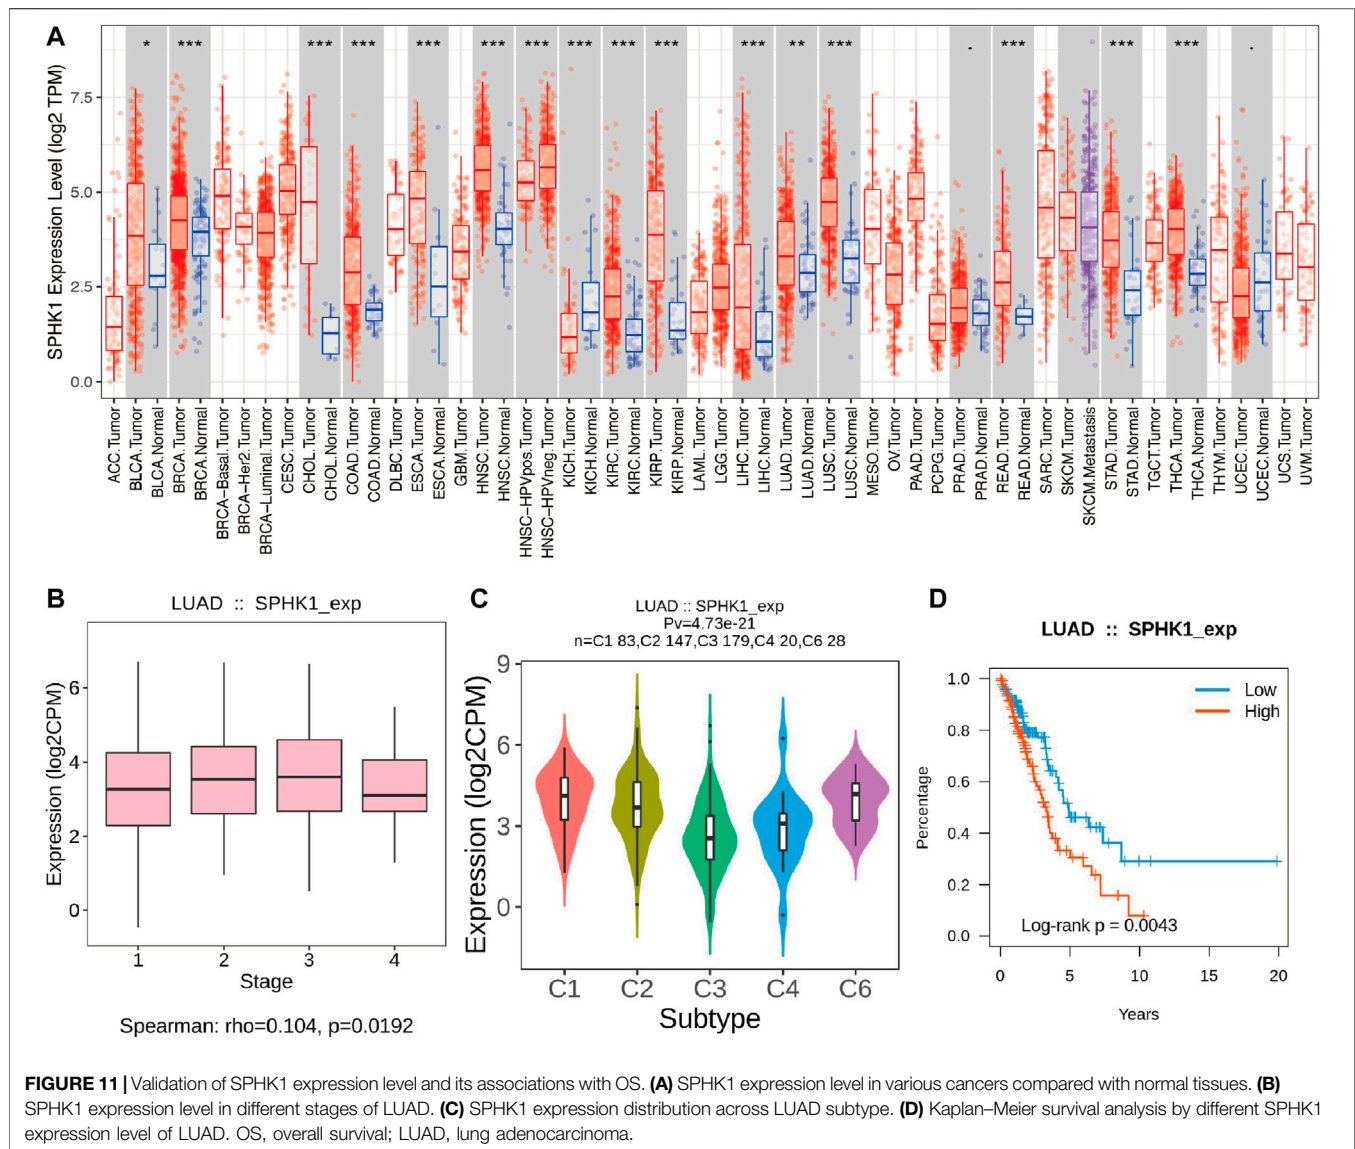 A
* *** *** *** *** *** *** *** *** *** *** ** *** . *** *** *** .
SPHK1 Expression Level (log2 TPM)
7.5
5.0
2.5
0.0
ACC.Tumor
BLCA.Tumor
BLCA.Normal
BRCA.Tumor
BRCA.Normal
BRCA-Basal.Tumor
BRCA-Her2.Tumor
BRCA-Luminal.Tumor
CESC.Tumor
CHOL.Tumor
CHOL.Normal
COAD.Tumor
COAD.Normal
DLBC.Tumor
ESCA.Tumor
ESCA.Normal
GBM.Tumor
HNSC.Tumor
HNSC.Normal
HNSC-HPVpos.Tumor
HNSC-HPVneg.Tumor
KICH.Tumor
KICH.Normal
KIRC.Tumor
KIRC.Normal
KIRP.Tumor
KIRP.Normal
LAML.Tumor
LGG.Tumor
LIHC.Tumor
LIHC.Normal
LUAD.Tumor
LUAD.Normal
LUSC.Tumor
LUSC.Normal
MESO.Tumor
OV.Tumor
PAAD.Tumor
PCPG.Tumor
PRAD.Tumor
PRAD.Normal
READ.Tumor
READ.Normal
SARC.Tumor
SKCM.Tumor
SKCM.Metastasis
STAD.Tumor
STAD.Normal
TGCT.Tumor
THCA.Tumor
THCA.Normal
THYM.Tumor
UCEC.Tumor
UCEC.Normal
UCS.Tumor
UVM.Tumor
B
LUAD :: SPHK1_exp
Expression (log2CPM)
6
4
2
0
1 2 3 4
Stage
Spearman: rho=0.104, p=0.0192
C
LUAD :: SPHK1_exp
Pv=4.73e-21
n=C1 83,C2 147,C3 179,C4 20,C6 28
Expression (log2CPM)
9
6
3
0
C1 C2 C3 C4 C6
Subtype
D
LUAD :: SPHK1_exp
Percentage
1.0
0.8
0.6
0.4
0.2
0.0
Low
High
Log-rank p = 0.0043
0 5 10 15 20
Years
FIGURE 11 | Validation of SPHK1 expression level and its associations with OS. (A) SPHK1 expression level in various cancers compared with normal tissues. (B)
SPHK1 expression level in different stages of LUAD. (C) SPHK1 expression distribution across LUAD subtype. (D) Kaplan–Meier survival analysis by different SPHK1
expression level of LUAD. OS, overall survival; LUAD, lung adenocarcinoma.